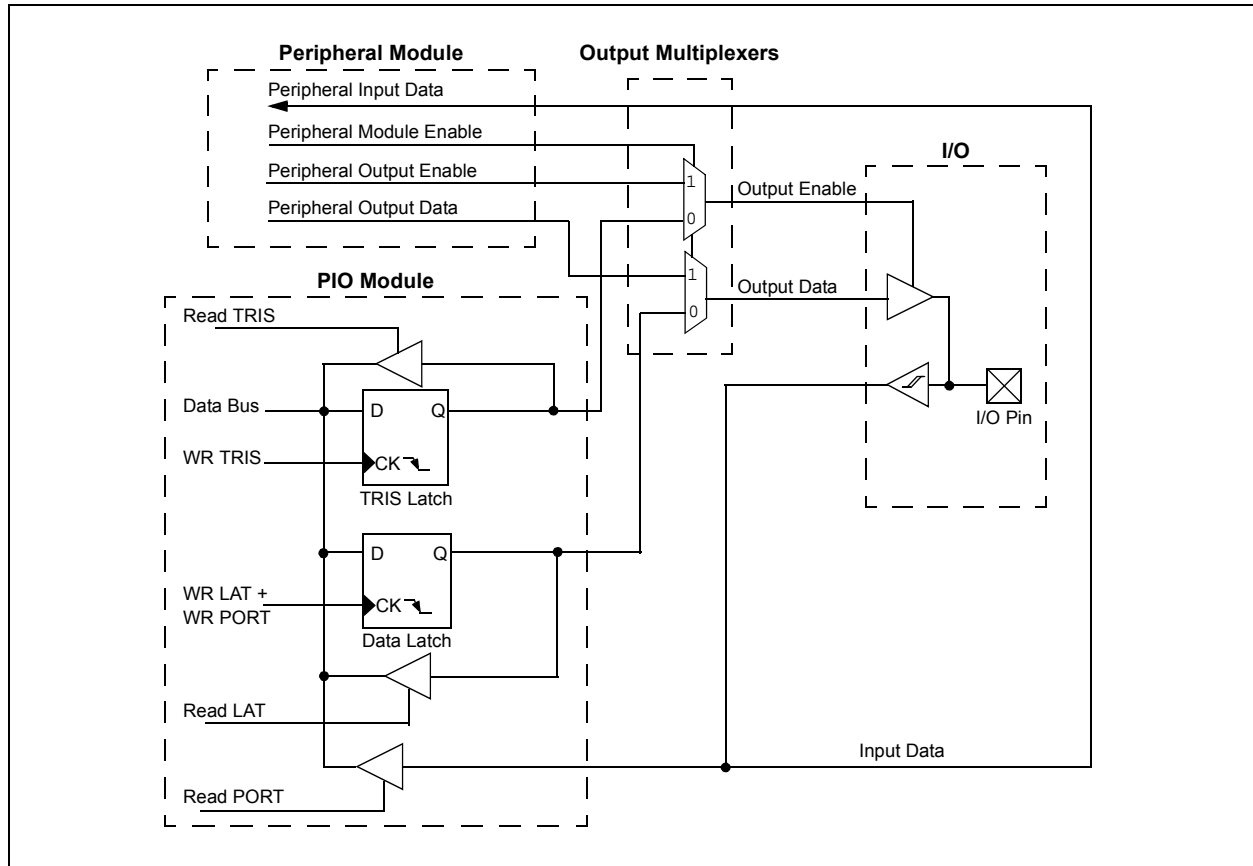 Peripheral Module
Output Multiplexers
Peripheral Input Data
Peripheral Module Enable
Peripheral Output Enable
Peripheral Output Data
1
0
1
0
Output Enable
Output Data
I/O
I/O Pin
PIO Module
Read TRIS
Data Bus
D Q
WR TRIS
CK
TRIS Latch
D Q
WR LAT +
WR PORT
CK
Data Latch
Read LAT
Read PORT
Input Data